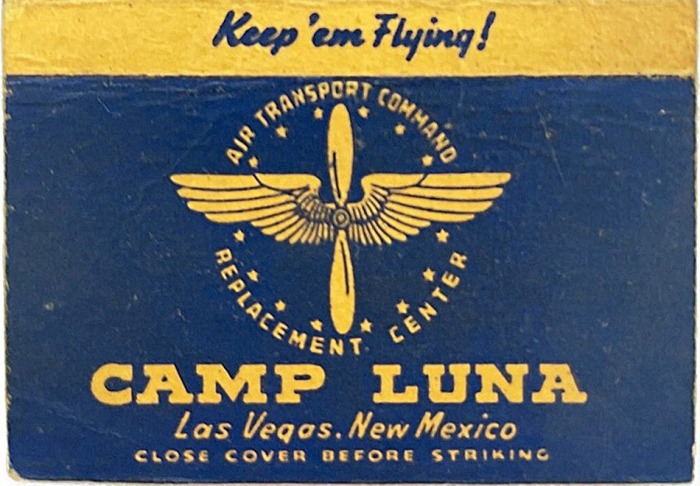 Keep 'em Flying!
AIR TRANSPORT COMMAND
REPLACEMENT CENTER
CAMP LUNA
Las Vegas. New Mexico
CLOSE COVER BEFORE STRIKING